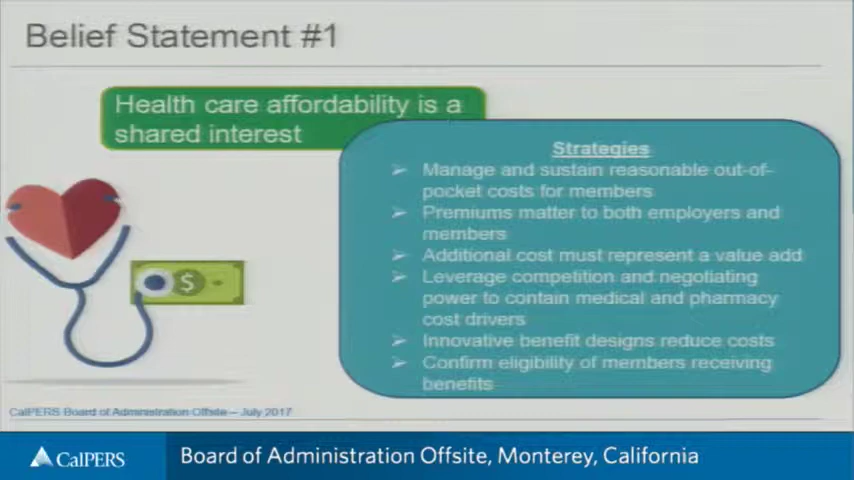 Belief Statement #1
Health care affordability is a
shared interest
Strategies
➢ Manage and sustain reasonable out-of-
pocket costs for members
➢ Premiums matter to both employers and
members
➢ Additional cost must represent a value add
➢ Leverage competition and negotiating
power to contain medical and pharmacy
cost drivers
➢ Innovative benefit designs reduce costs
➢ Confirm eligibility of members receiving
benefits
$
CalPERS Board of Administration Offsite – July 2017
CalPERS
Board of Administration Offsite, Monterey, California